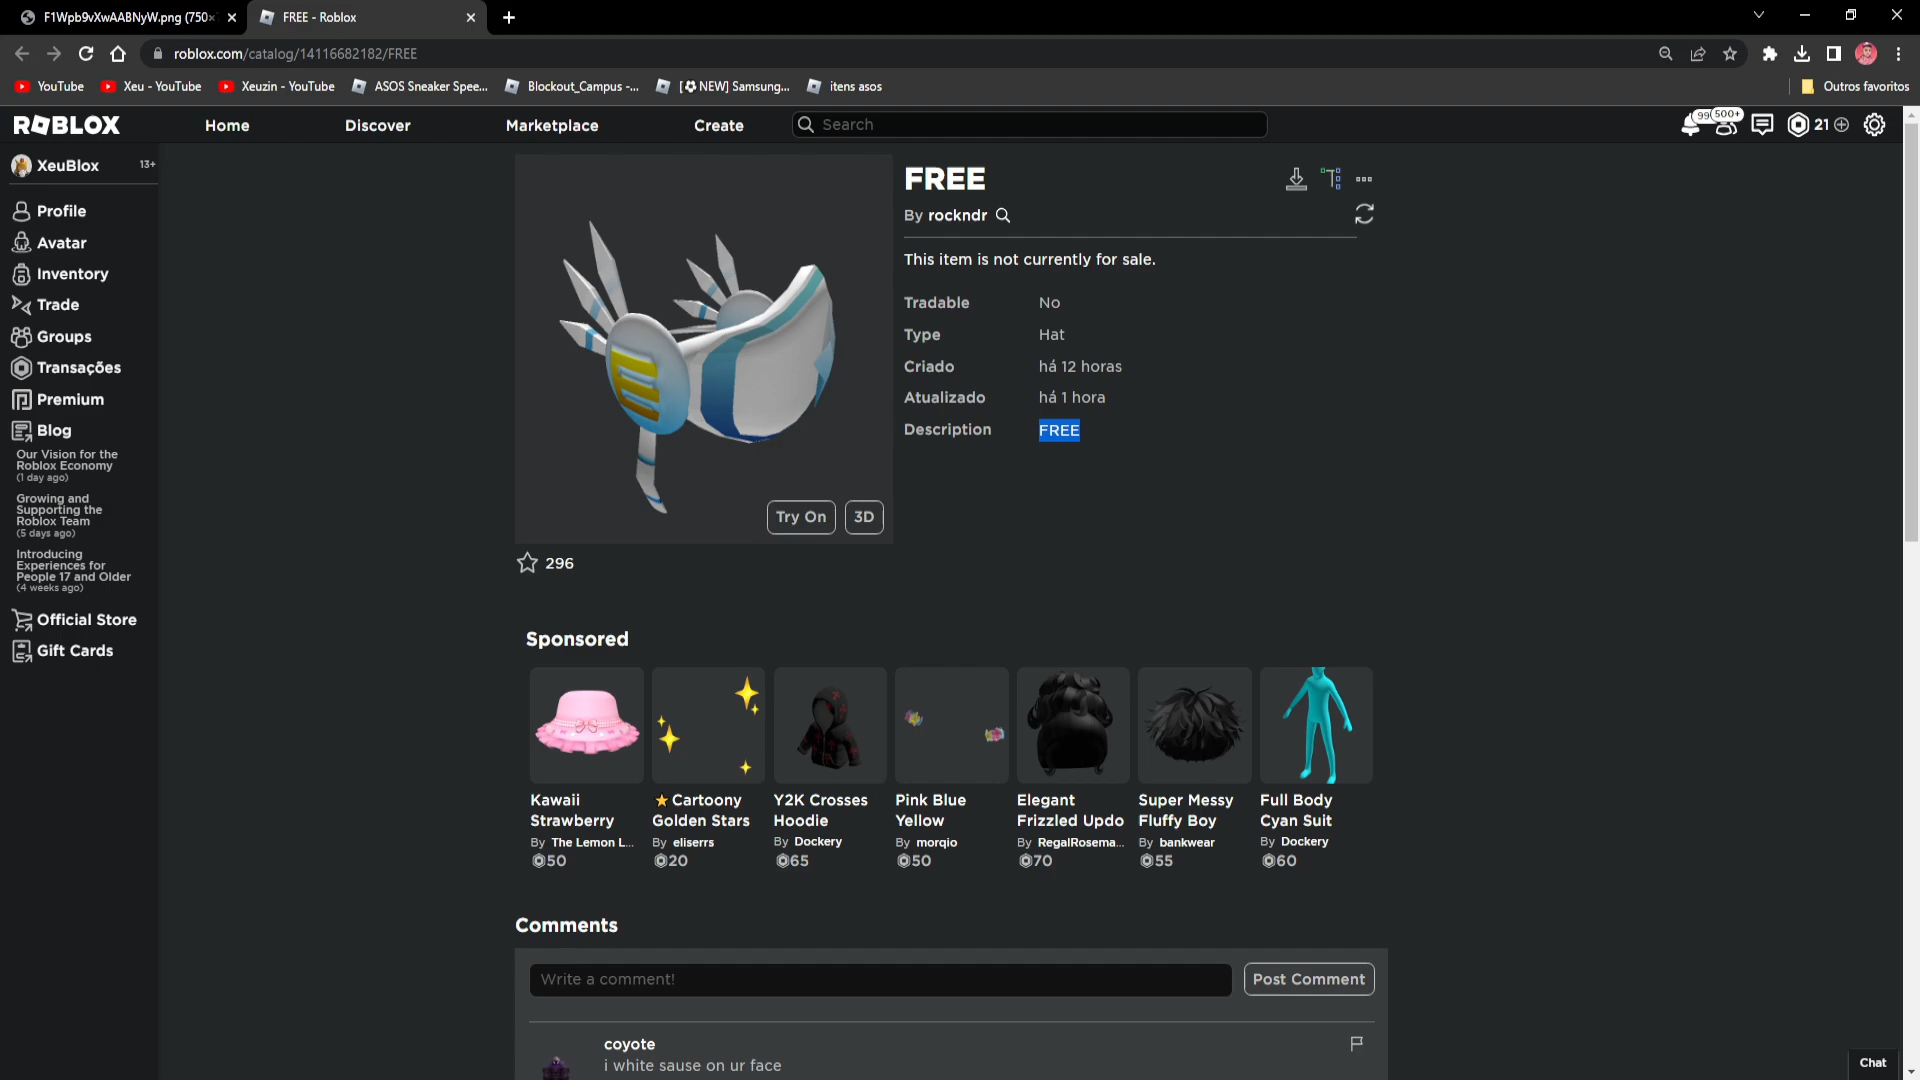 F1Wpb9vXwAABNyW.png (750×
FREE - Roblox
roblox.com/catalog/14116682182/FREE
YouTube
Xeu - YouTube
Xeuzin - YouTube
ASOS Sneaker Spee...
Blockout_Campus -...
[⚽NEW] Samsung...
itens asos
Outros favoritos
ROBLOX
Home
Discover
Marketplace
Create
Search
99
500+
21
XeuBlox
13+
Profile
Avatar
Inventory
Trade
Groups
Transações
Premium
Blog
Our Vision for the
Roblox Economy
(1 day ago)
Growing and
Supporting the
Roblox Team
(5 days ago)
Introducing
Experiences for
People 17 and Older
(4 weeks ago)
Official Store
Gift Cards
FREE
By rockndr
This item is not currently for sale.
Tradable No
Type Hat
Criado há 12 horas
Atualizado há 1 hora
Description FREE
Try On
3D
296
Sponsored
Kawaii
Strawberry
By The Lemon L...
50
⭐Cartoony
Golden Stars
By eliserrs
20
Y2K Crosses
Hoodie
By Dockery
65
Pink Blue
Yellow
By morqio
50
Elegant
Frizzled Updo
By RegalRosema...
70
Super Messy
Fluffy Boy
By bankwear
55
Full Body
Cyan Suit
By Dockery
60
Comments
Write a comment!
Post Comment
coyote
i white sause on ur face
Chat